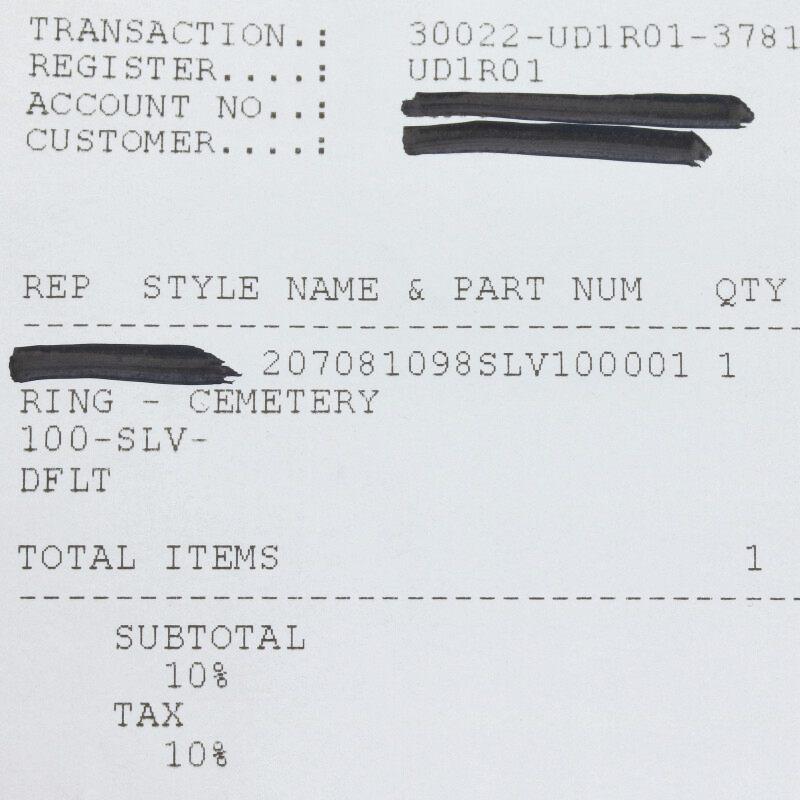 TRANSACTION.: 30022-UD1R01-3781
REGISTER....: UD1R01
ACCOUNT NO..:
CUSTOMER....:
REP STYLE NAME & PART NUM QTY
--------------------------------
207081098SLV100001 1
RING - CEMETERY
100-SLV-
DFLT
TOTAL ITEMS 1
--------------------------------
SUBTOTAL
10%
TAX
10%